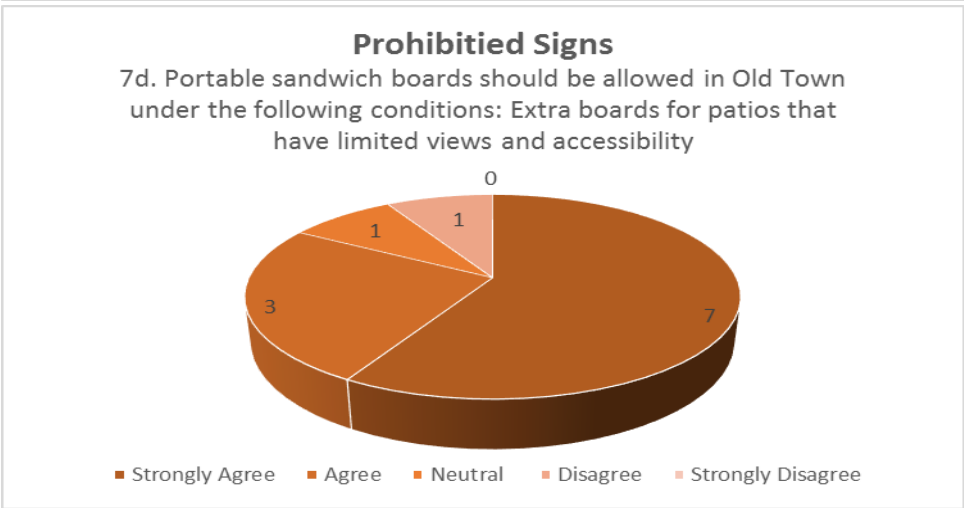 Prohibitied Signs
7d. Portable sandwich boards should be allowed in Old Town
under the following conditions: Extra boards for patios that
have limited views and accessibility
0
1
1
3
7
Strongly Agree
Agree
Neutral
Disagree
Strongly Disagree